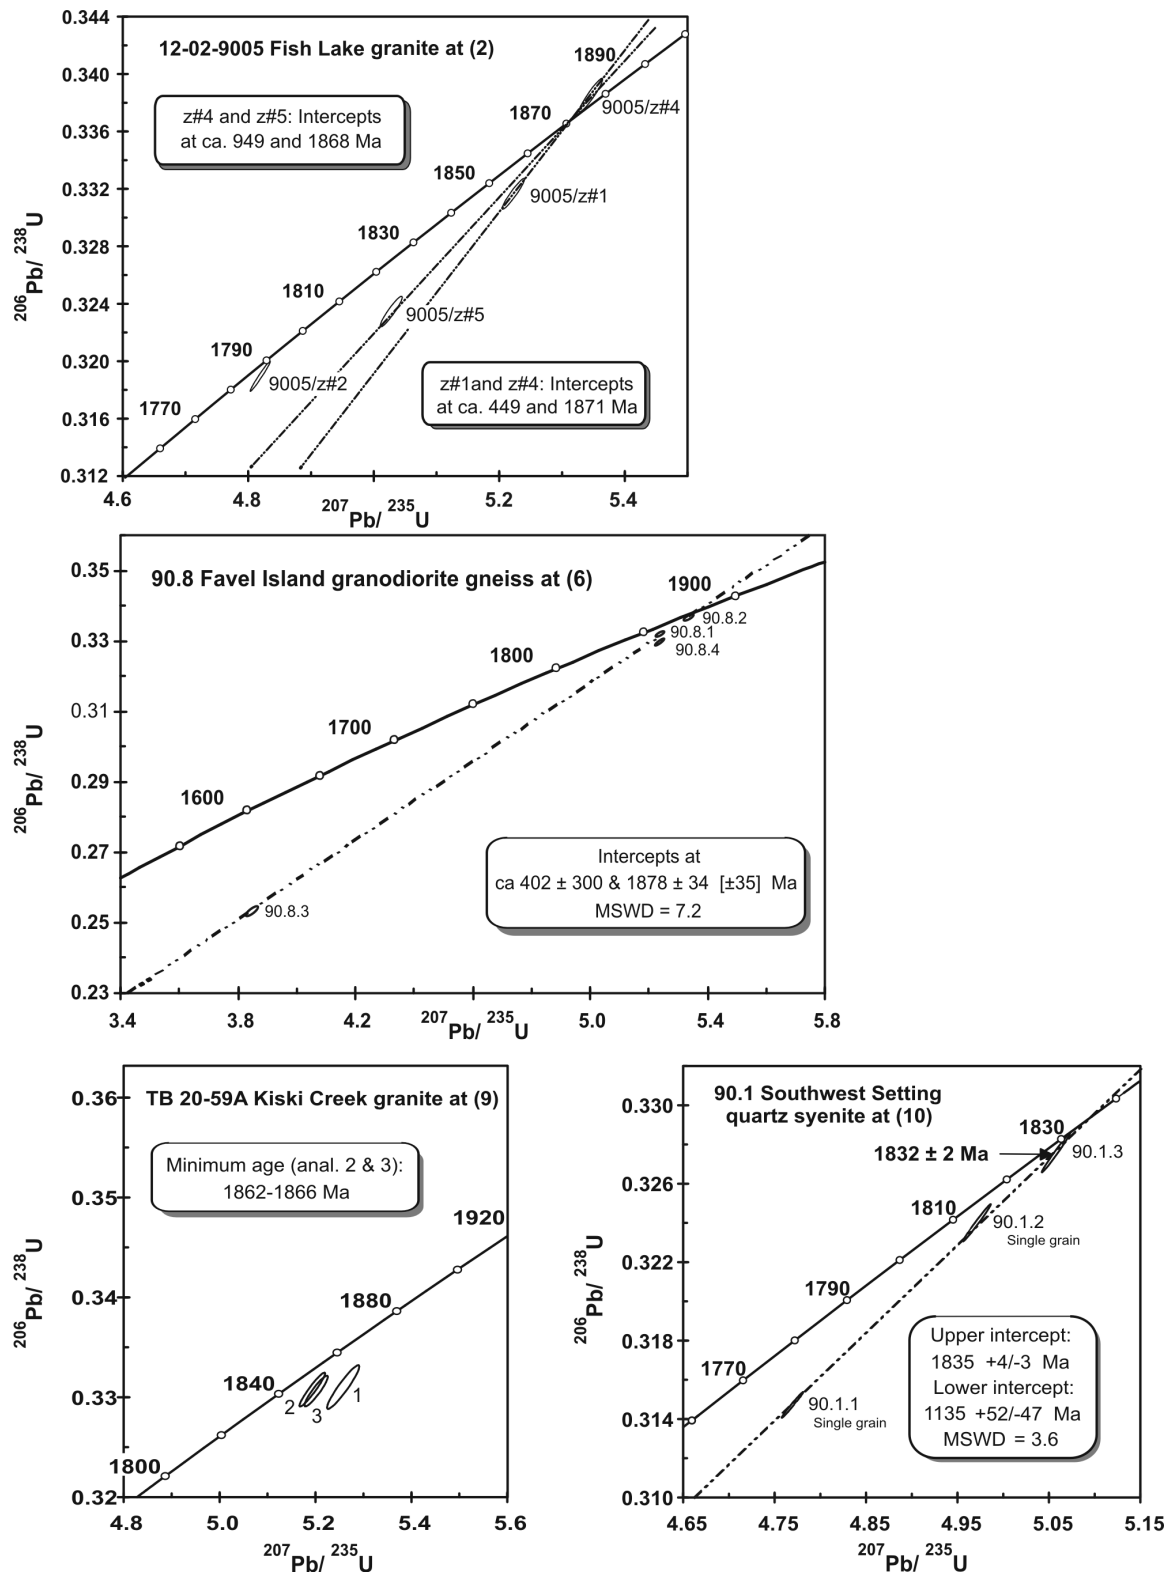 12-02-9005 Fish Lake granite at (2)
z#4 and z#5: Intercepts
at ca. 949 and 1868 Ma
z#1and z#4: Intercepts
at ca. 449 and 1871 Ma
0.344
0.340
0.336
0.332
0.328
0.324
0.320
0.316
0.312
206Pb/ 238U
1890
1870
1850
1830
1810
1790
1770
9005/z#4
9005/z#1
9005/z#5
9005/z#2
4.6
4.8
5.2
5.4
207Pb/ 235U
90.8 Favel Island granodiorite gneiss at (6)
0.35
0.33
0.31
0.29
0.27
0.25
0.23
206Pb/ 238U
1900
1800
1700
1600
90.8.2
90.8.1
90.8.4
90.8.3
Intercepts at
ca 402 ± 300 & 1878 ± 34 [±35] Ma
MSWD = 7.2
3.4
3.8
4.2
5.0
5.4
5.8
207Pb/ 235U
TB 20-59A Kiski Creek granite at (9)
Minimum age (anal. 2 & 3):
1862-1866 Ma
0.36
0.35
0.34
0.33
0.32
206Pb/ 238U
1920
1880
1840
1800
2
3
1
4.8
5.0
5.2
5.4
5.6
207Pb/ 235U
90.1 Southwest Setting
quartz syenite at (10)
0.330
0.326
0.322
0.318
0.314
0.310
206Pb/ 238U
1830
1832 ± 2 Ma
1810
1790
1770
90.1.3
90.1.2
Single grain
90.1.1
Single grain
Upper intercept:
1835 +4/-3 Ma
Lower intercept:
1135 +52/-47 Ma
MSWD = 3.6
4.65
4.75
4.85
4.95
5.05
5.15
207Pb/ 235U